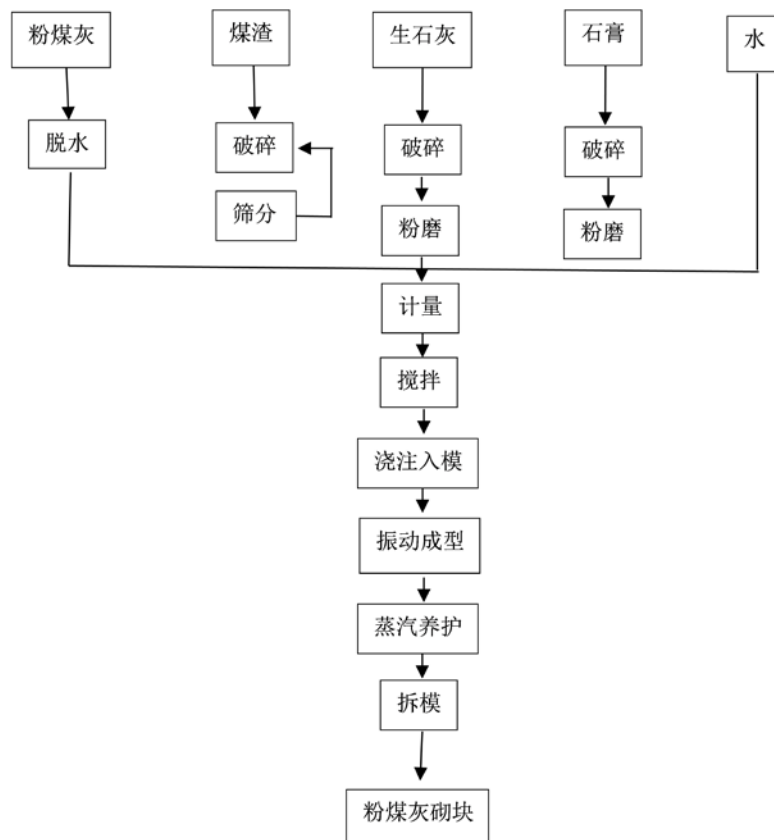 粉煤灰
煤渣
生石灰
石膏
水
脱水
破碎
破碎
破碎
筛分
粉磨
粉磨
计量
搅拌
浇注入模
振动成型
蒸汽养护
拆模
粉煤灰砌块